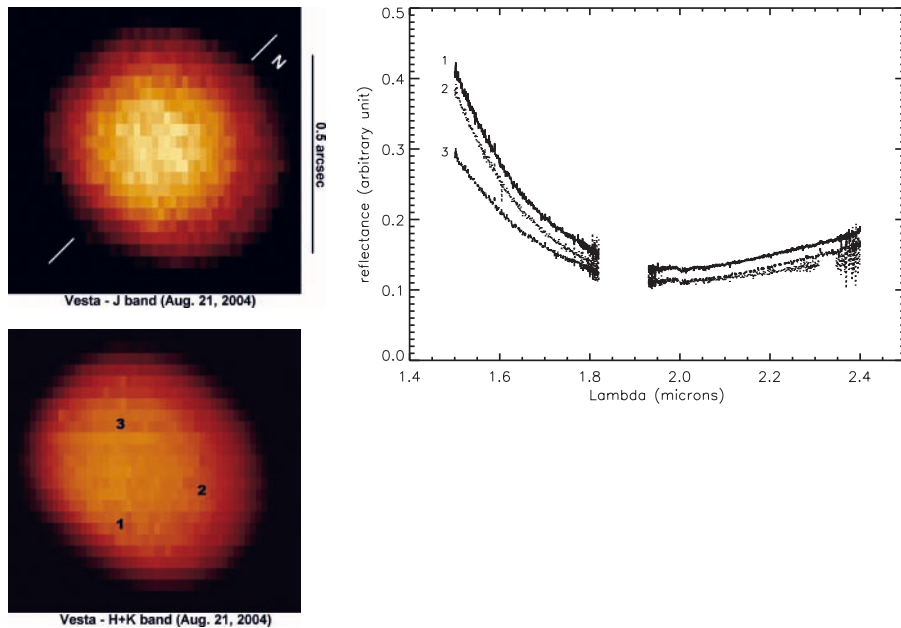 N
0.5 arcsec
Vesta - J band (Aug. 21, 2004)
3
2
1
Vesta - H+K band (Aug. 21, 2004)
0.5
0.4
0.3
0.2
0.1
0.0
reflectance (arbitrary unit)
1
2
3
1.4 1.6 1.8 2.0 2.2 2.4
Lambda (microns)